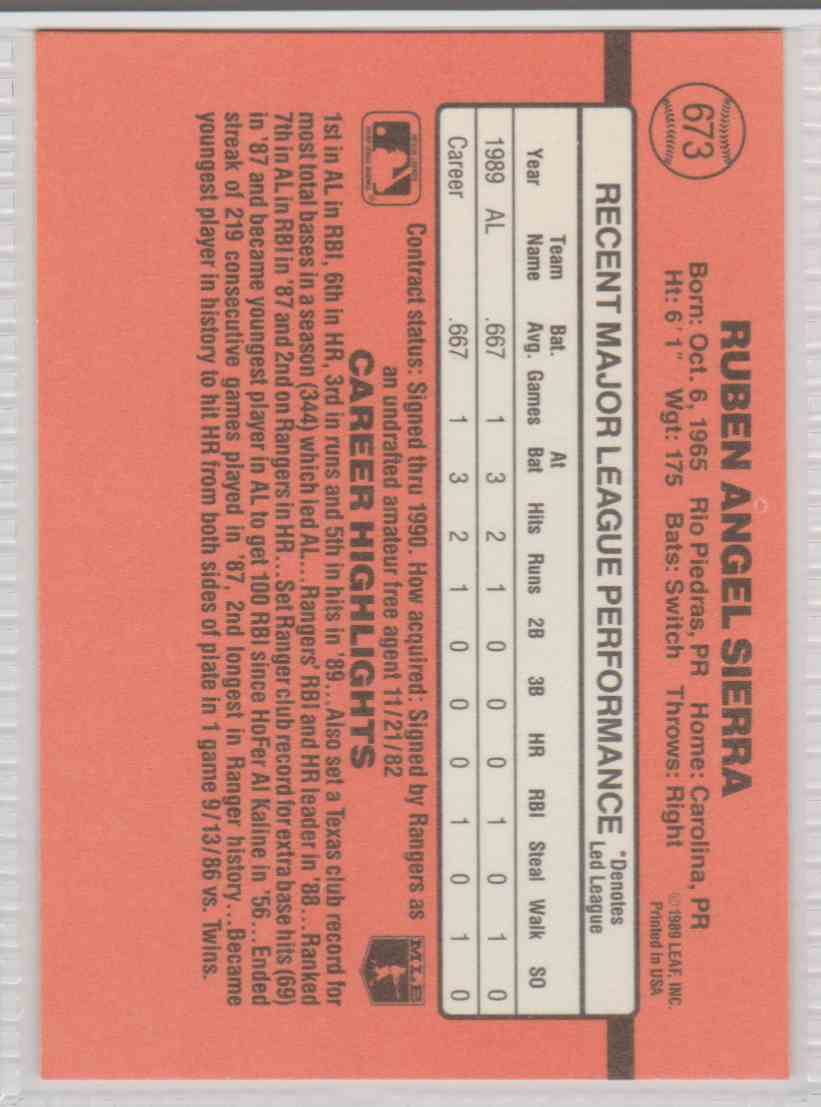 673
RUBEN ANGEL SIERRA
Born: Oct. 6, 1965 Rio Piedras, PR Home: Carolina, PR
Ht: 6' 1" Wgt: 175 Bats: Switch Throws: Right
©1989 LEAF, INC.
Printed in USA
RECENT MAJOR LEAGUE PERFORMANCE
*Denotes
Led League
Year Team Name Bat. Avg. Games At Bat Hits Runs 2B 3B HR RBI Steal Walk SO
1989 AL .667 1 3 2 1 0 0 0 1 0 1 0
Career .667 1 3 2 1 0 0 0 1 0 1 0
Contract status: Signed thru 1990. How acquired: Signed by Rangers as
an undrafted amateur free agent 11/21/82
MLB
CAREER HIGHLIGHTS
1st in AL in RBI, 6th in HR, 3rd in runs and 5th in hits in '89...Also set a Texas club record for
most total bases in a season (344) which led AL...Rangers' RBI and HR leader in '88...Ranked
7th in AL in RBI in '87 and 2nd on Rangers in HR...Set Ranger club record for extra base hits (69)
in '87 and became youngest player in AL to get 100 RBI since HoFer Al Kaline in '56...Ended
streak of 219 consecutive games played in '87, 2nd longest in Ranger history...Became
youngest player in history to hit HR from both sides of plate in 1 game 9/13/86 vs. Twins.